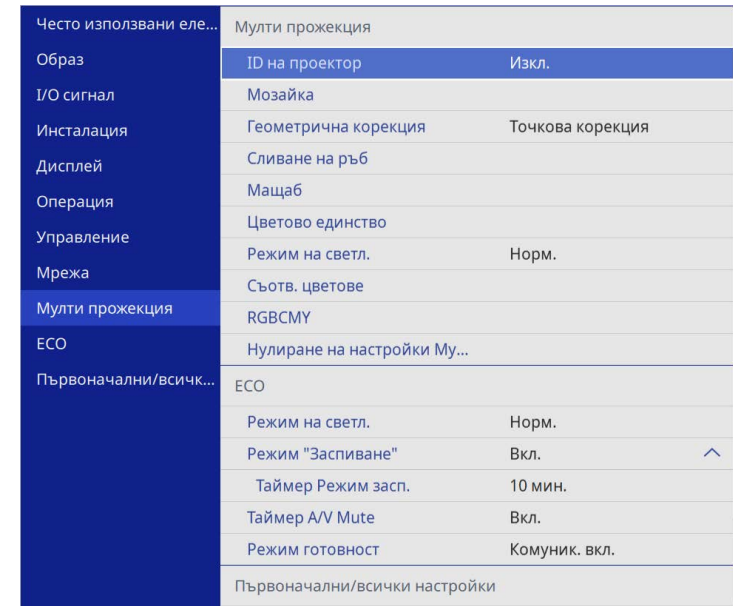 Често използвани еле...
Образ
I/O сигнал
Инсталация
Дисплей
Операция
Управление
Мрежа
Мулти прожекция
ECO
Първоначални/всичк...
Мулти прожекция
ID на проектор Изкл.
Мозайка
Геометрична корекция Точкова корекция
Сливане на ръб
Мащаб
Цветово единство
Режим на светл. Норм.
Съотв. цветове
RGBCMY
Нулиране на настройки Му...
ECO
Режим на светл. Норм.
Режим "Заспиване" Вкл.
Таймер Режим засп. 10 мин.
Таймер A/V Mute Вкл.
Режим готовност Комуник. вкл.
Първоначални/всички настройки